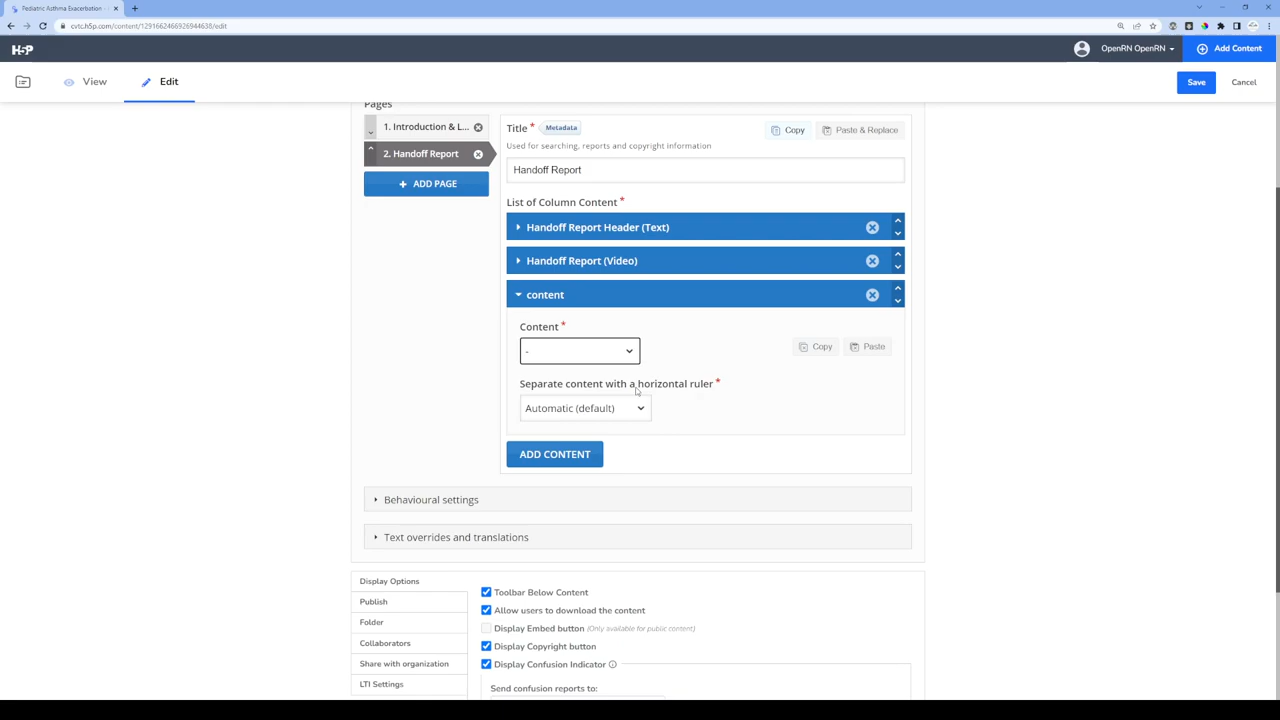 Pediatric Asthma Exacerbation
cvtc.h5p.com/content/1291662466926944638/edit
H5P
OpenRN OpenRN
Add Content
View
Edit
Save
Cancel
Pages
1. Introduction & L...
2. Handoff Report
+ ADD PAGE
Title * Metadata
Copy
Paste & Replace
Used for searching, reports and copyright information
Handoff Report
List of Column Content *
Handoff Report Header (Text)
Handoff Report (Video)
content
Content *
-
Copy
Paste
Separate content with a horizontal ruler *
Automatic (default)
ADD CONTENT
Behavioural settings
Text overrides and translations
Display Options
Publish
Folder
Collaborators
Share with organization
LTI Settings
Toolbar Below Content
Allow users to download the content
Display Embed button (Only available for public content)
Display Copyright button
Display Confusion Indicator
Send confusion reports to: